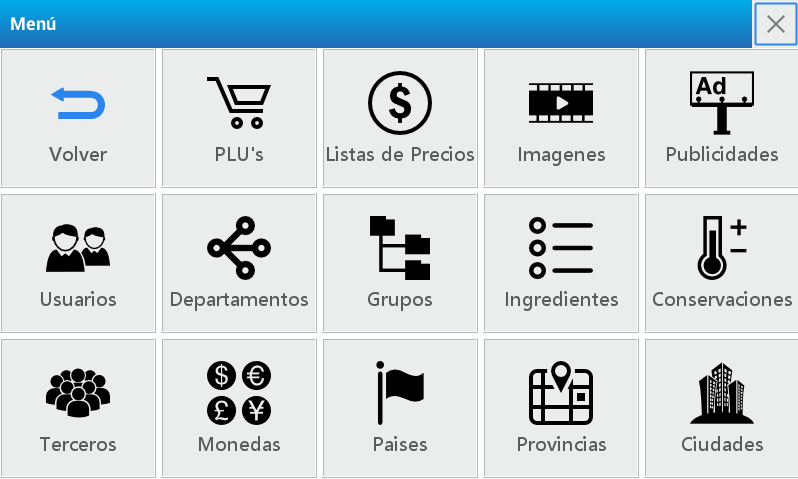 Menú
Volver
PLU's
Listas de Precios
Imagenes
Ad
Publicidades
Usuarios
Departamentos
Grupos
Ingredientes
Conservaciones
Terceros
$ €
£ ¥
Monedas
Paises
Provincias
Ciudades